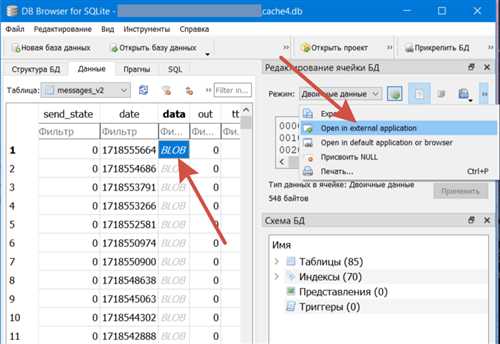 DB Browser for SQLite - cache4.db
Файл Редактирование Вид Инструменты Справка
Новая база данных Открыть базу данных » Открыть проект Прикрепить БД »
Структура БД Данные Прагмы SQL
Таблица: messages_v2 » Filter in...
send_state date data out tt
Фильтр Фильтр Фи... Фи... Ф
1 0 1718555664 BLOB 0
2 0 1718554686 BLOB 0
3 0 1718553791 BLOB 0
4 0 1718553266 BLOB 0
5 0 1718552581 BLOB 0
6 0 1718550974 BLOB 0
7 0 1718550900 BLOB 0
8 0 1718548638 BLOB 0
9 0 1718545063 BLOB 0
10 0 1718544302 BLOB 0
11 0 1718542888 BLOB 0
Редактирование ячейки БД
Режим: Двоичные данные
Open in external application
Open in default application or browser
Присвоить NULL
Печать... Ctrl+P
Тип данных в ячейке: Двоичные данные
548 байтов
Применить
Схема БД
Имя
Таблицы (85)
Индексы (70)
Представления (0)
Триггеры (0)